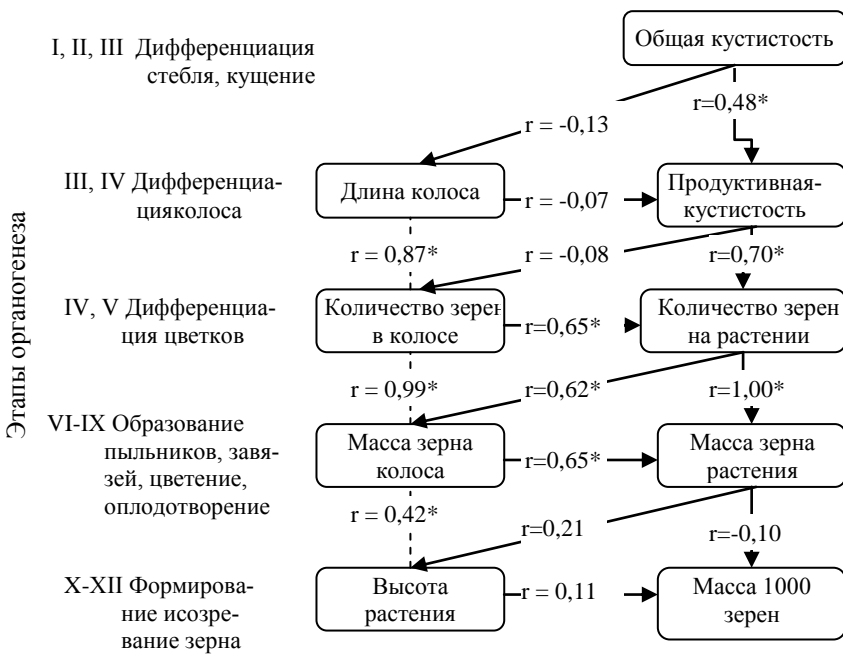 I, II, III Дифференциация
стебля, кущение
Общая кустистость
r=0,48*
r = -0,13
III, IV Дифференциа-
цияколоса
Длина колоса
r = -0,07
Продуктивная-
кустистость
r = 0,87*
r = -0,08
r=0,70*
IV, V Дифференциа-
ция цветков
Количество зерен
в колосе
r=0,65*
Количество зерен
на растении
r = 0,99*
r=0,62*
r=1,00*
VI-IX Образование
пыльников, завя-
зей, цветение,
оплодотворение
Масса зерна
колоса
r=0,65*
Масса зерна
растения
r = 0,42*
r=0,21
r=-0,10
X-XII Формирова-
ние исозре-
вание зерна
Высота
растения
r = 0,11
Масса 1000
зерен
Этапы органогенеза